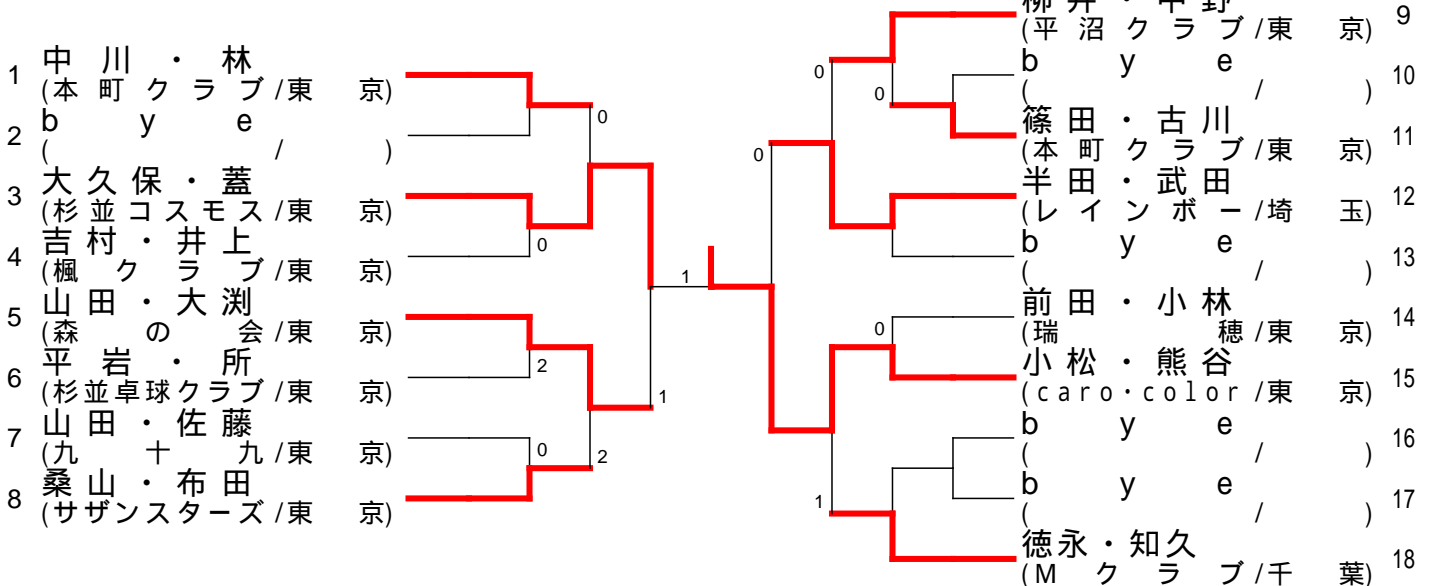 1 中川・林
(本町クラブ/東京)
2 bye
( / )
3 大久保・蓋
(杉並コスモス/東京)
4 吉村・井上
(楓クラブ/東京)
5 山田・大渕
(森の会/東京)
6 平岩・所
(杉並卓球クラブ/東京)
7 山田・佐藤
(九十九/東京)
8 桑山・布田
(サザンスターズ/東京)
0
0
2
0
2
1
1
0
0
0
0
1
柳井・中野
(平沼クラブ/東京) 9
bye
( / ) 10
篠田・古川
(本町クラブ/東京) 11
半田・武田
(レインボー/埼玉) 12
bye
( / ) 13
前田・小林
(瑞穂/東京) 14
小松・熊谷
(caro・color/東京) 15
bye
( / ) 16
bye
( / ) 17
徳永・知久
(Mクラブ/千葉) 18